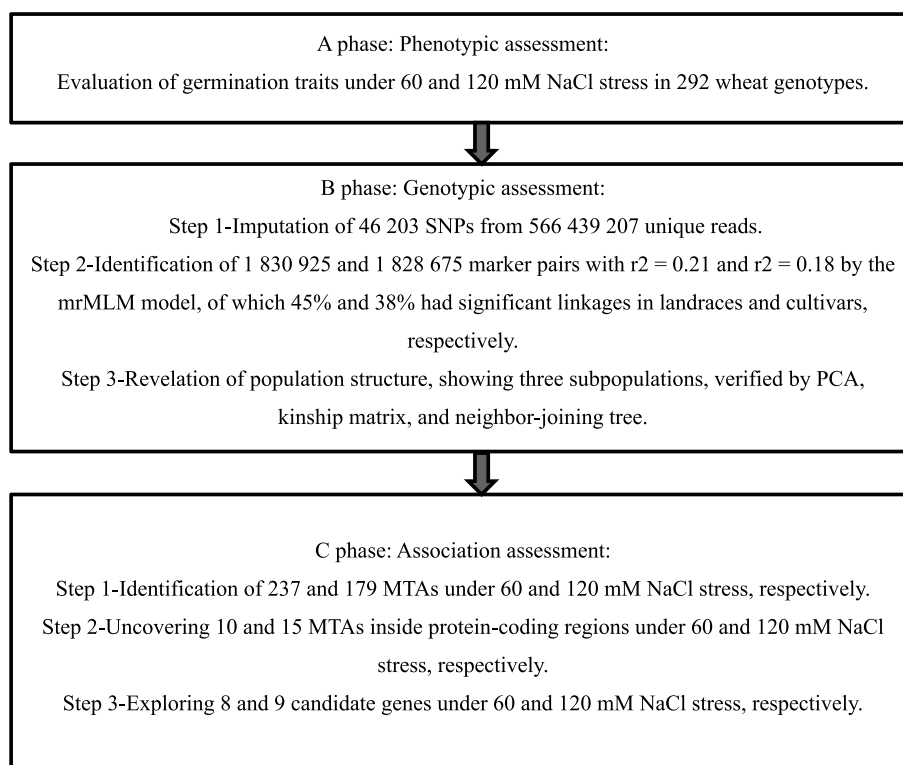 A phase: Phenotypic assessment:
Evaluation of germination traits under 60 and 120 mM NaCl stress in 292 wheat genotypes.
B phase: Genotypic assessment:
Step 1-Imputation of 46 203 SNPs from 566 439 207 unique reads.
Step 2-Identification of 1 830 925 and 1 828 675 marker pairs with r2 = 0.21 and r2 = 0.18 by the
mrMLM model, of which 45% and 38% had significant linkages in landraces and cultivars,
respectively.
Step 3-Revelation of population structure, showing three subpopulations, verified by PCA,
kinship matrix, and neighbor-joining tree.
C phase: Association assessment:
Step 1-Identification of 237 and 179 MTAs under 60 and 120 mM NaCl stress, respectively.
Step 2-Uncovering 10 and 15 MTAs inside protein-coding regions under 60 and 120 mM NaCl
stress, respectively.
Step 3-Exploring 8 and 9 candidate genes under 60 and 120 mM NaCl stress, respectively.